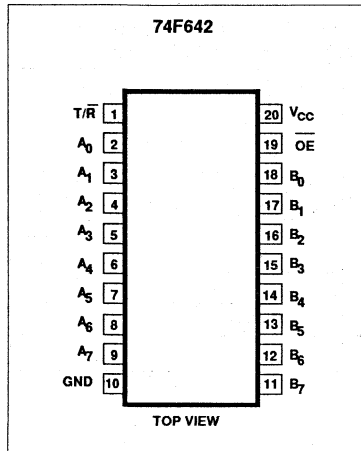 74F642
T/R̅ 1 20 VCC
A0 2 19 O̅E̅
A1 3 18 B0
A2 4 17 B1
A3 5 16 B2
A4 6 15 B3
A5 7 14 B4
A6 8 13 B5
A7 9 12 B6
GND 10 11 B7
TOP VIEW